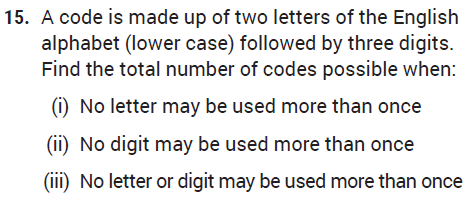 15. A code is made up of two letters of the English
alphabet (lower case) followed by three digits.
Find the total number of codes possible when:
(i) No letter may be used more than once
(ii) No digit may be used more than once
(iii) No letter or digit may be used more than once